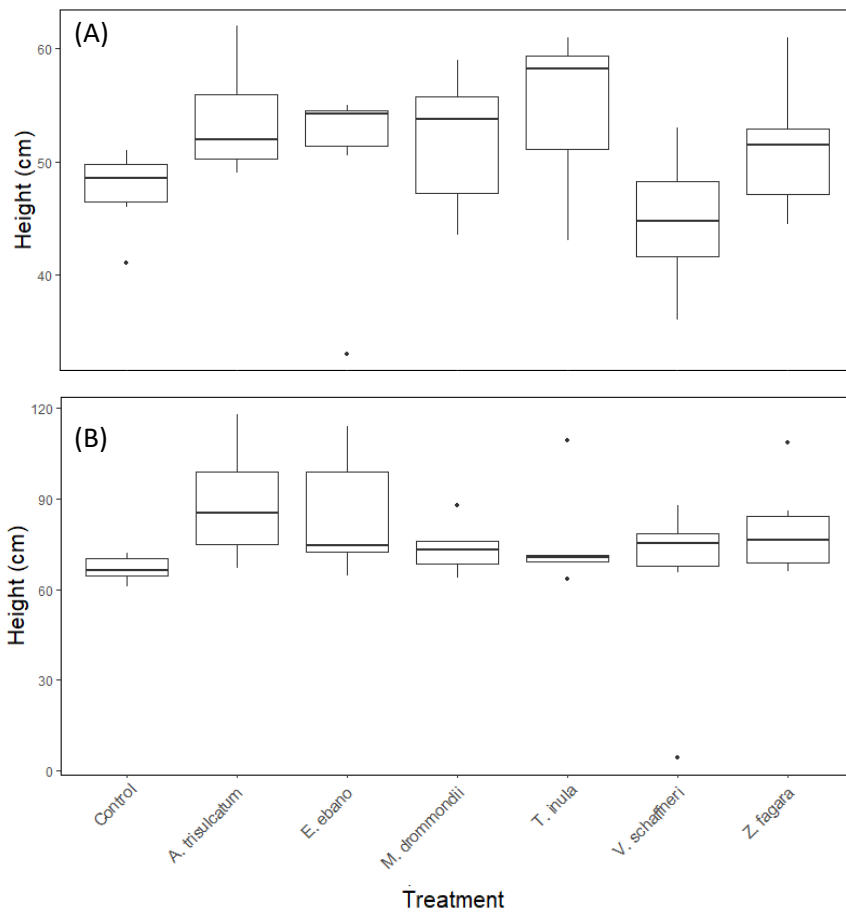 (A)
60
50
40
Height (cm)
(B)
120
90
60
30
0
Height (cm)
Control
A. trisulcatum
E. ebano
M. drommondii
T. inula
V. schaffneri
Z. fagara
Treatment